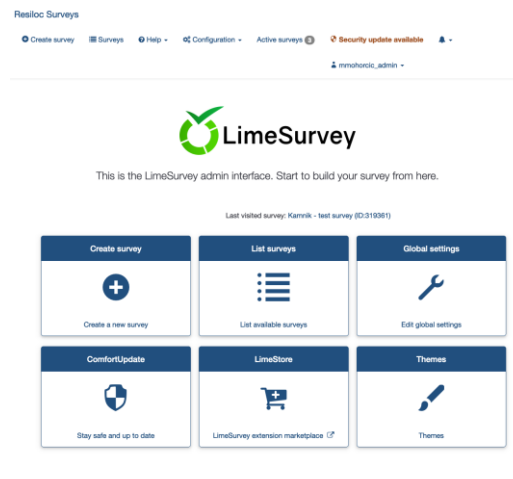 Resiloc Surveys
Create survey Surveys Help Configuration Active surveys 3 Security update available
mmohorcic_admin
LimeSurvey
This is the LimeSurvey admin interface. Start to build your survey from here.
Last visited survey: Kamnik - test survey (ID:319361)
Create survey List surveys Global settings
Create a new survey List available surveys Edit global settings
ComfortUpdate LimeStore Themes
Stay safe and up to date LimeSurvey extension marketplace Themes